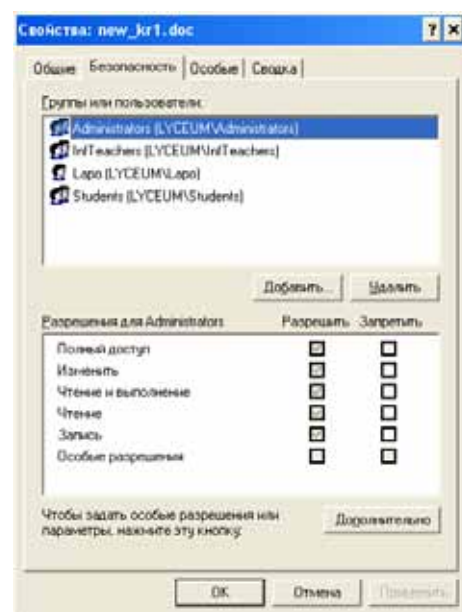 Свойства: new_kr1.doc
Общие Безопасность Особые Сводка
Группы или пользователи:
Administrators (LYCEUM\Administrators)
InfTeachers (LYCEUM\InfTeachers)
Lapo (LYCEUM\Lapo)
Students (LYCEUM\Students)
Добавить... Удалить
Разрешения для Administrators Разрешить Запретить
Полный доступ
Изменить
Чтение и выполнение
Чтение
Запись
Особые разрешения
Чтобы задать особые разрешения или
параметры, нажмите эту кнопку:
Дополнительно
OK Отмена Применить